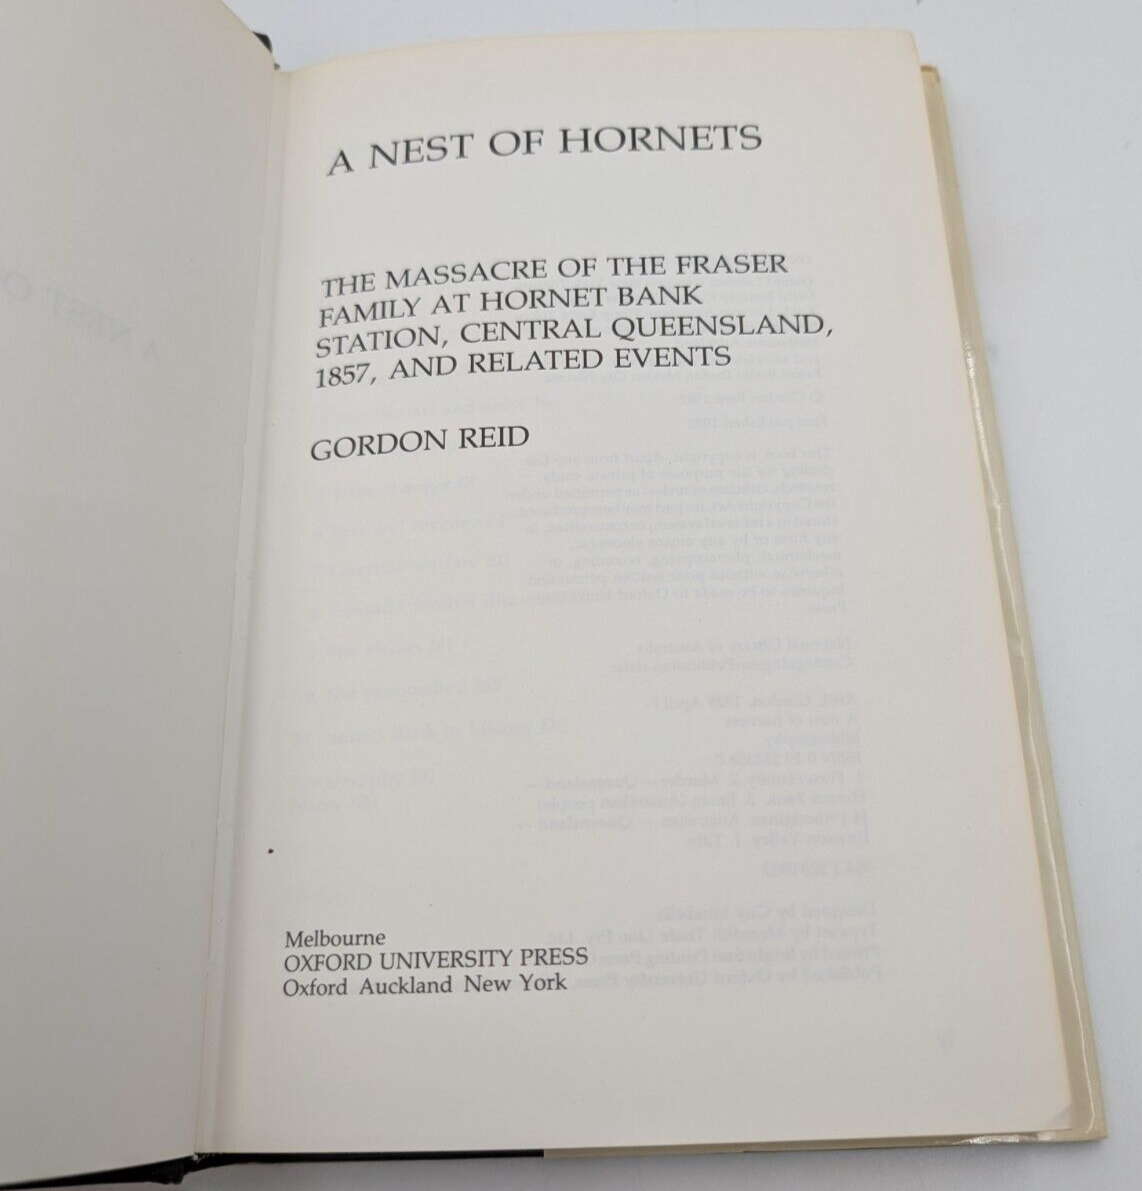 A NEST OF HORNETS
THE MASSACRE OF THE FRASER
FAMILY AT HORNET BANK
STATION, CENTRAL QUEENSLAND,
1857, AND RELATED EVENTS
GORDON REID
Melbourne
OXFORD UNIVERSITY PRESS
Oxford Auckland New York